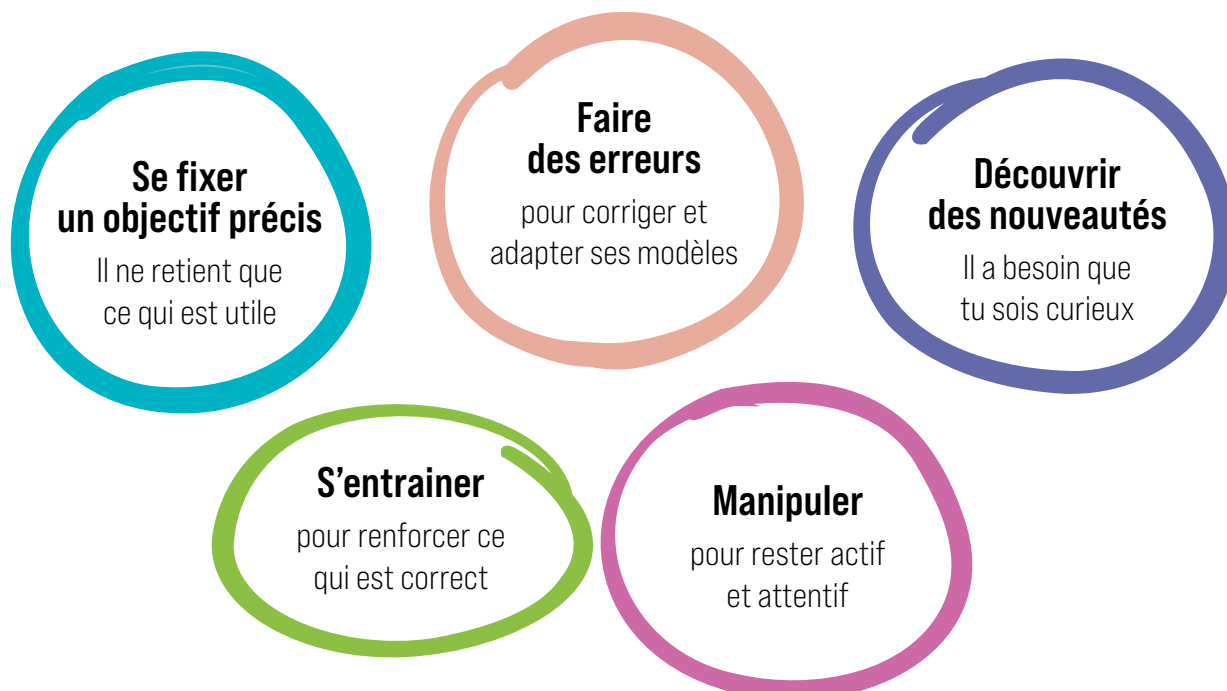 Se fixer
un objectif précis
Il ne retient que
ce qui est utile
Faire
des erreurs
pour corriger et
adapter ses modèles
Découvrir
des nouveautés
Il a besoin que
tu sois curieux
S’entrainer
pour renforcer ce
qui est correct
Manipuler
pour rester actif
et attentif